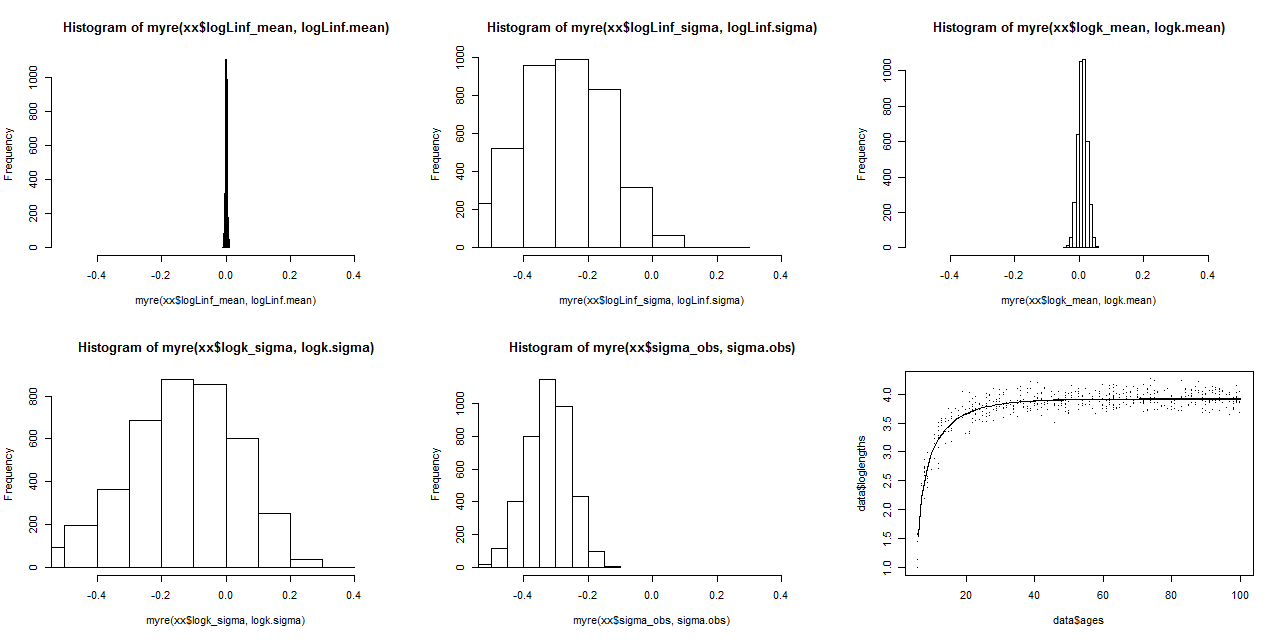 Histogram of myre(xx$logLinf_mean, logLinf.mean)
Frequency
0 200 400 600 800 1000
-0.4 -0.2 0.0 0.2 0.4
myre(xx$logLinf_mean, logLinf.mean)
Histogram of myre(xx$logLinf_sigma, logLinf.sigma)
Frequency
0 200 400 600 800 1000
-0.4 -0.2 0.0 0.2 0.4
myre(xx$logLinf_sigma, logLinf.sigma)
Histogram of myre(xx$logk_mean, logk.mean)
Frequency
0 200 400 600 800 1000
-0.4 -0.2 0.0 0.2 0.4
myre(xx$logk_mean, logk.mean)
Histogram of myre(xx$logk_sigma, logk.sigma)
Frequency
0 200 400 600 800
-0.4 -0.2 0.0 0.2 0.4
myre(xx$logk_sigma, logk.sigma)
Histogram of myre(xx$sigma_obs, sigma.obs)
Frequency
0 200 400 600 800 1000
-0.4 -0.2 0.0 0.2 0.4
myre(xx$sigma_obs, sigma.obs)
data$loglengths
1.0 1.5 2.0 2.5 3.0 3.5 4.0
20 40 60 80 100
data$ages